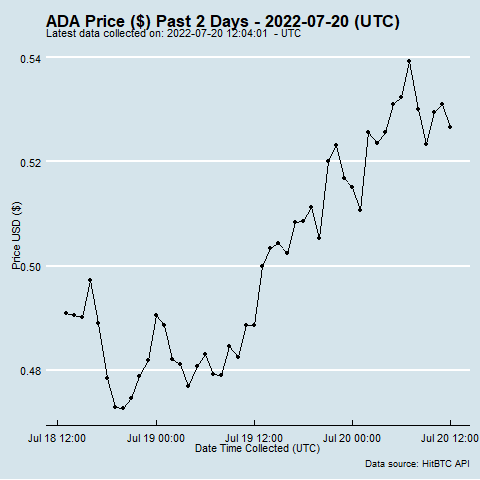 ADA Price ($) Past 2 Days - 2022-07-20 (UTC)
Latest data collected on: 2022-07-20 12:04:01 - UTC
0.54
0.52
0.50
0.48
Price USD ($)
Jul 18 12:00 Jul 19 00:00 Jul 19 12:00 Jul 20 00:00 Jul 20 12:00
Date Time Collected (UTC)
Data source: HitBTC API